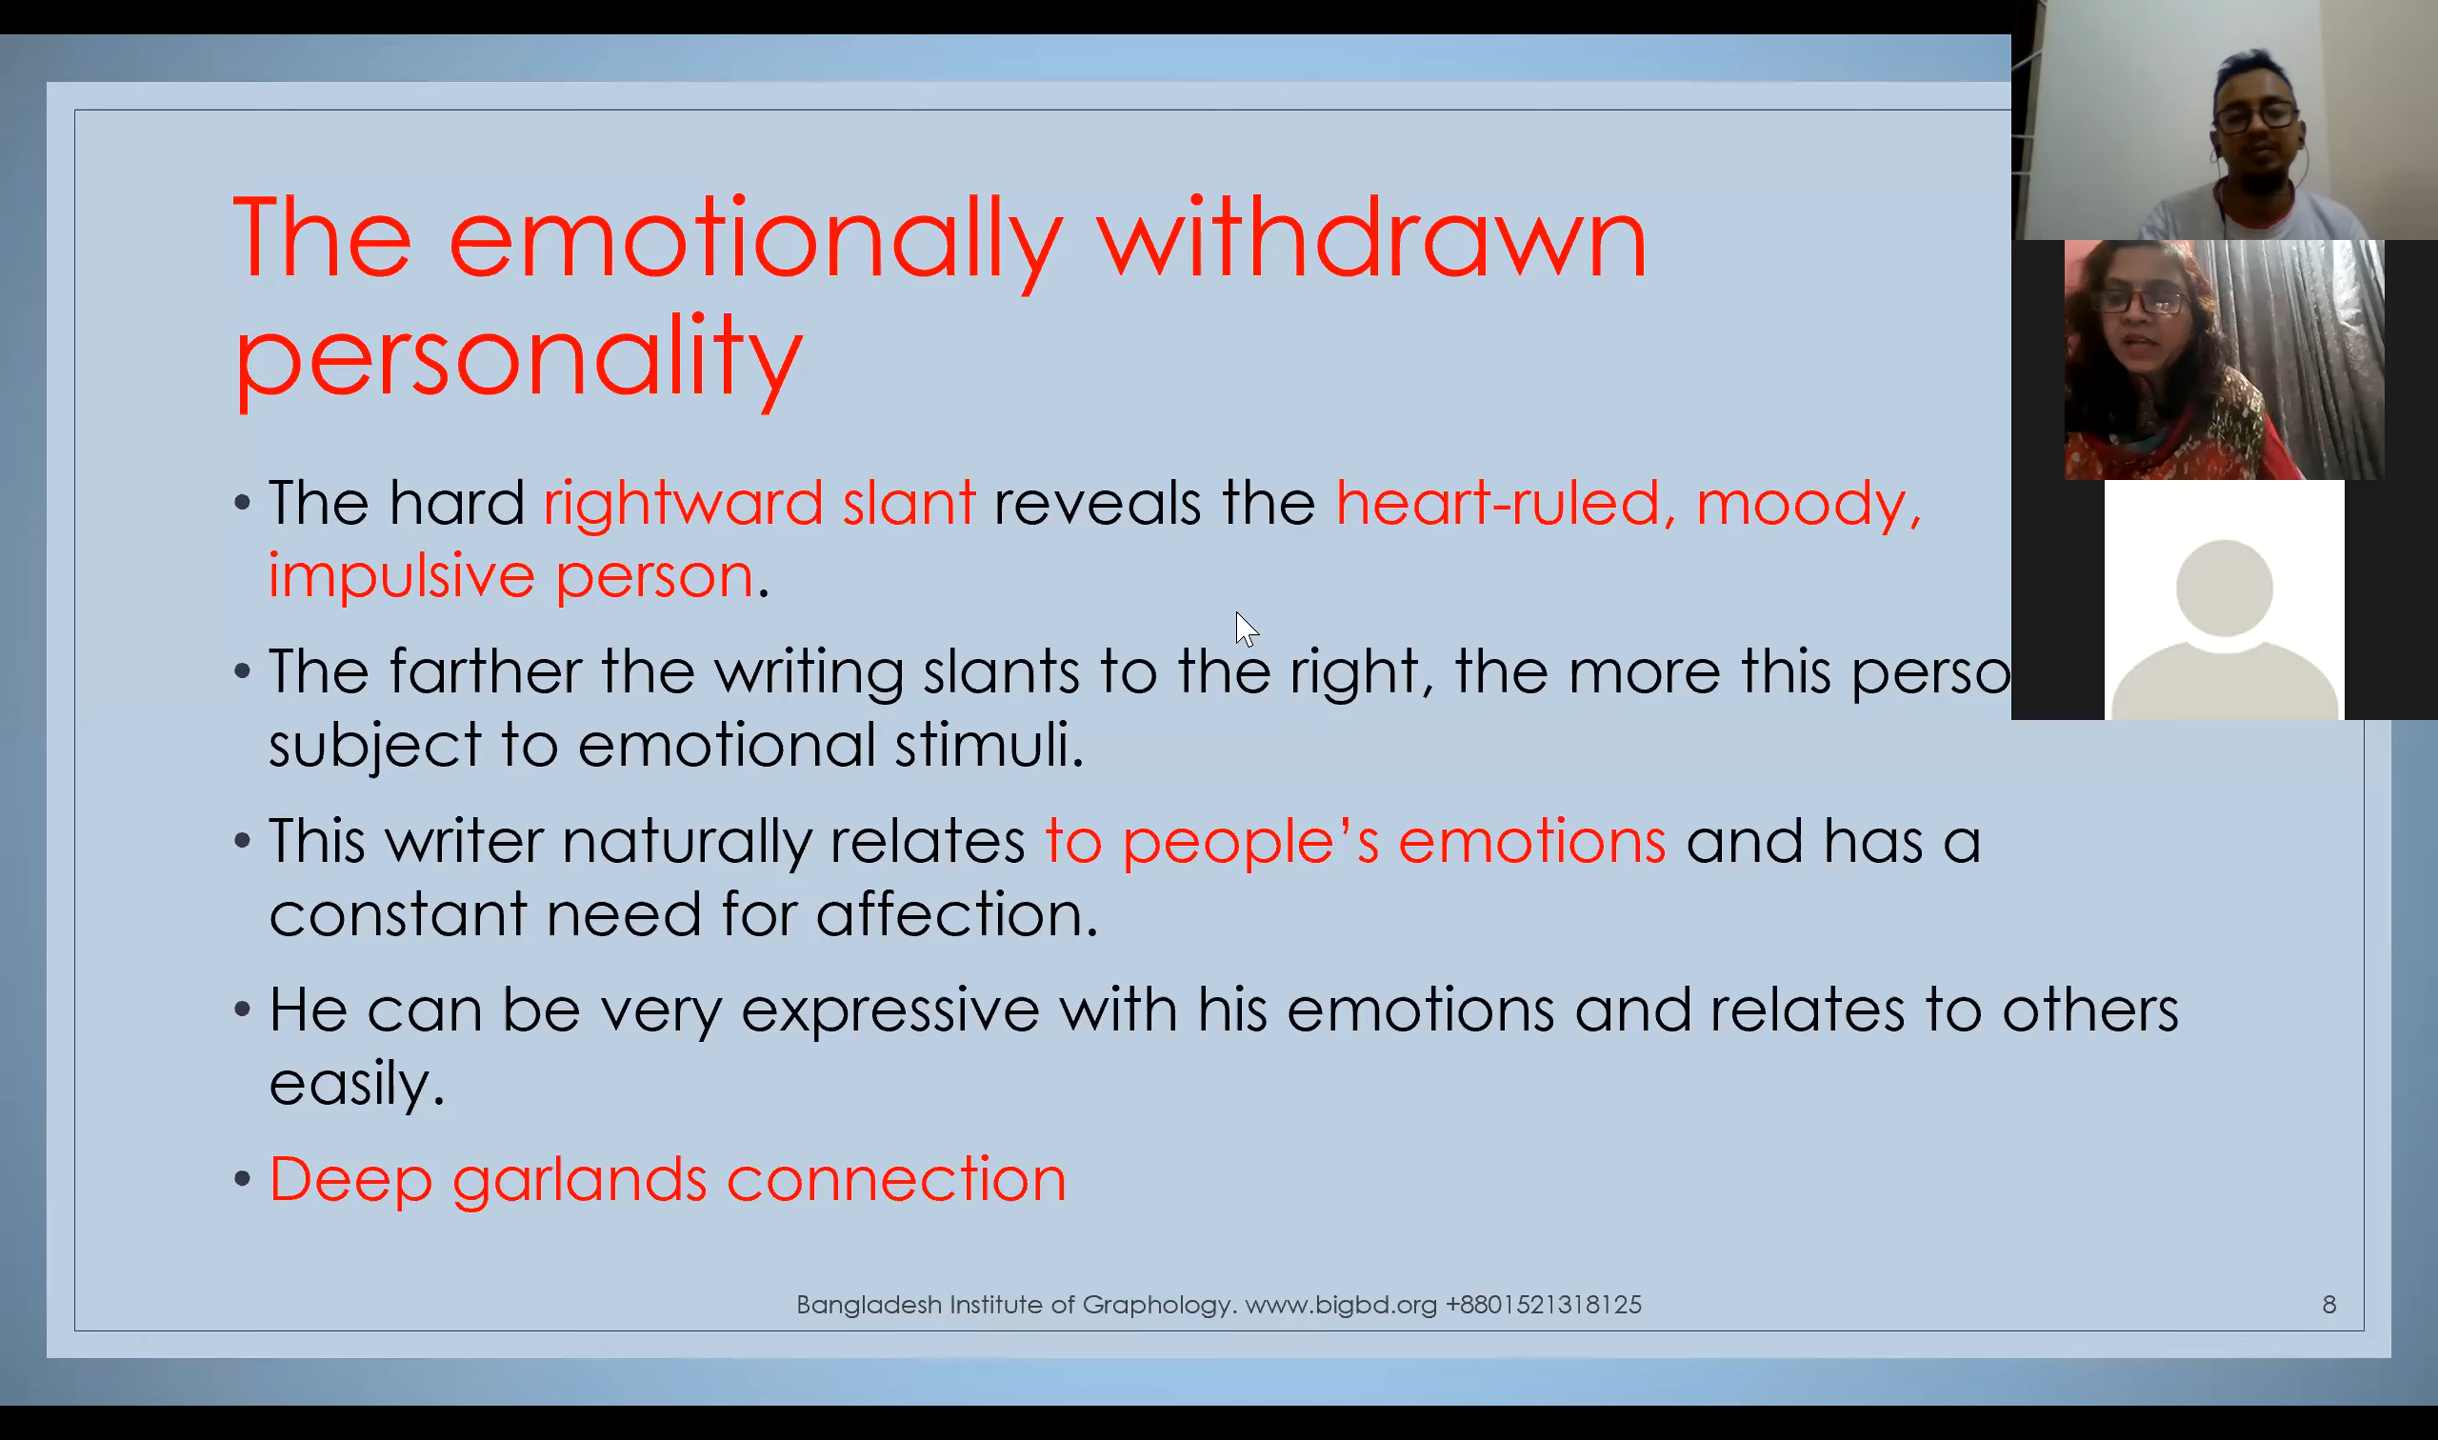 The emotionally withdrawn
personality
• The hard rightward slant reveals the heart-ruled, moody,
impulsive person.
• The farther the writing slants to the right, the more this perso
subject to emotional stimuli.
• This writer naturally relates to people’s emotions and has a
constant need for affection.
• He can be very expressive with his emotions and relates to others
easily.
• Deep garlands connection
Bangladesh Institute of Graphology. www.bigbd.org +8801521318125
8